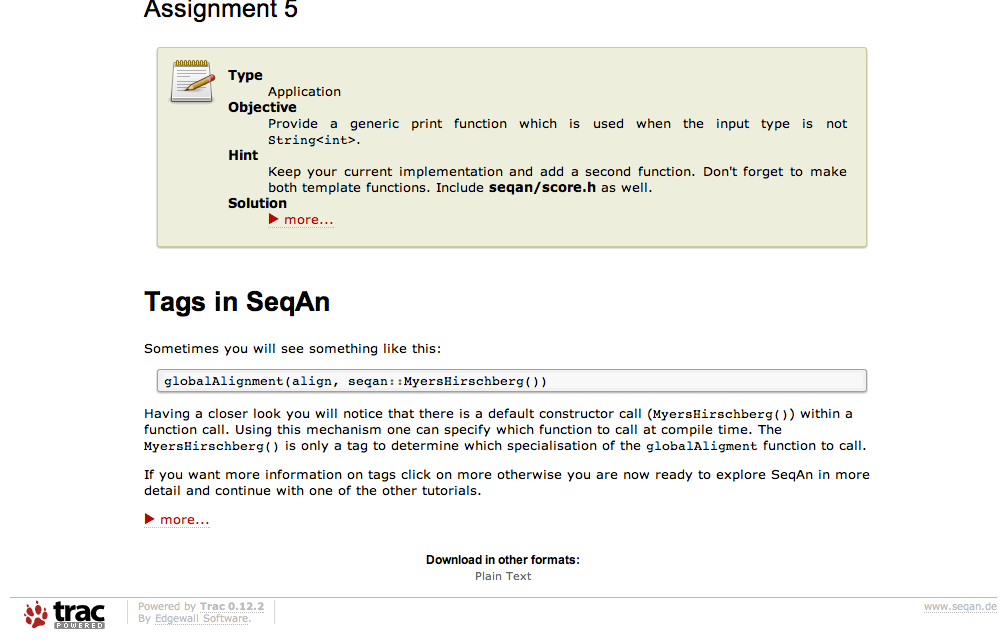 Assignment 5
Type
Application
Objective
Provide a generic print function which is used when the input type is not
String<int>.
Hint
Keep your current implementation and add a second function. Don't forget to make
both template functions. Include seqan/score.h as well.
Solution
▶ more...
Tags in SeqAn
Sometimes you will see something like this:
globalAlignment(align, seqan::MyersHirschberg())
Having a closer look you will notice that there is a default constructor call (MyersHirschberg()) within a
function call. Using this mechanism one can specify which function to call at compile time. The
MyersHirschberg() is only a tag to determine which specialisation of the globalAligment function to call.
If you want more information on tags click on more otherwise you are now ready to explore SeqAn in more
detail and continue with one of the other tutorials.
▶ more...
Download in other formats:
Plain Text
trac
POWERED
Powered by Trac 0.12.2
By Edgewall Software.
www.seqan.de